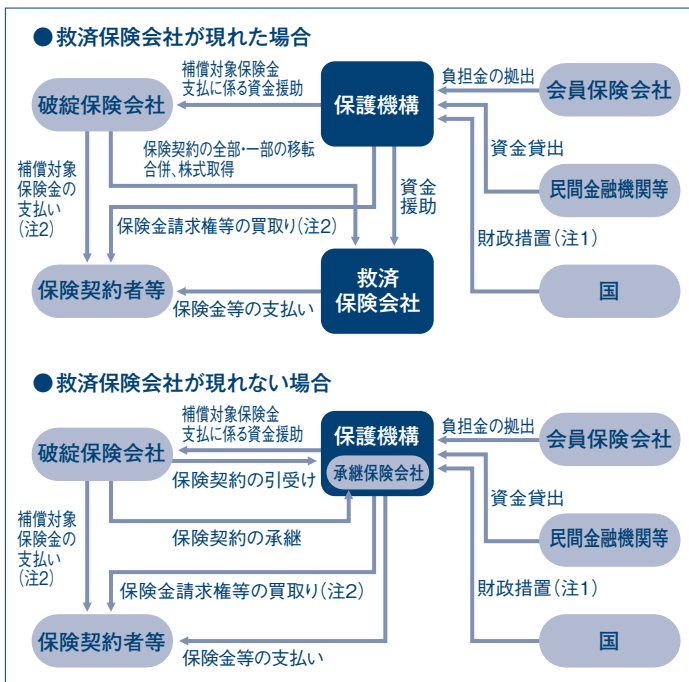 ●救済保険会社が現れた場合
補償対象保険金
支払に係る資金援助
負担金の拠出
破綻保険会社
保護機構
会員保険会社
補償対象
保険金の
支払い
(注2)
保険契約の全部・一部の移転
合併、株式取得
資金
援助
資金貸出
民間金融機関等
保険金請求権等の買取り(注2)
財政措置(注1)
保険契約者等
保険金等の支払い
救済
保険会社
国
●救済保険会社が現れない場合
補償対象保険金
支払に係る資金援助
負担金の拠出
破綻保険会社
保護機構
承継保険会社
会員保険会社
保険契約の引受け
補償対象
保険金の
支払い
(注2)
保険契約の承継
資金貸出
民間金融機関等
保険金請求権等の買取り(注2)
財政措置(注1)
保険契約者等
保険金等の支払い
国